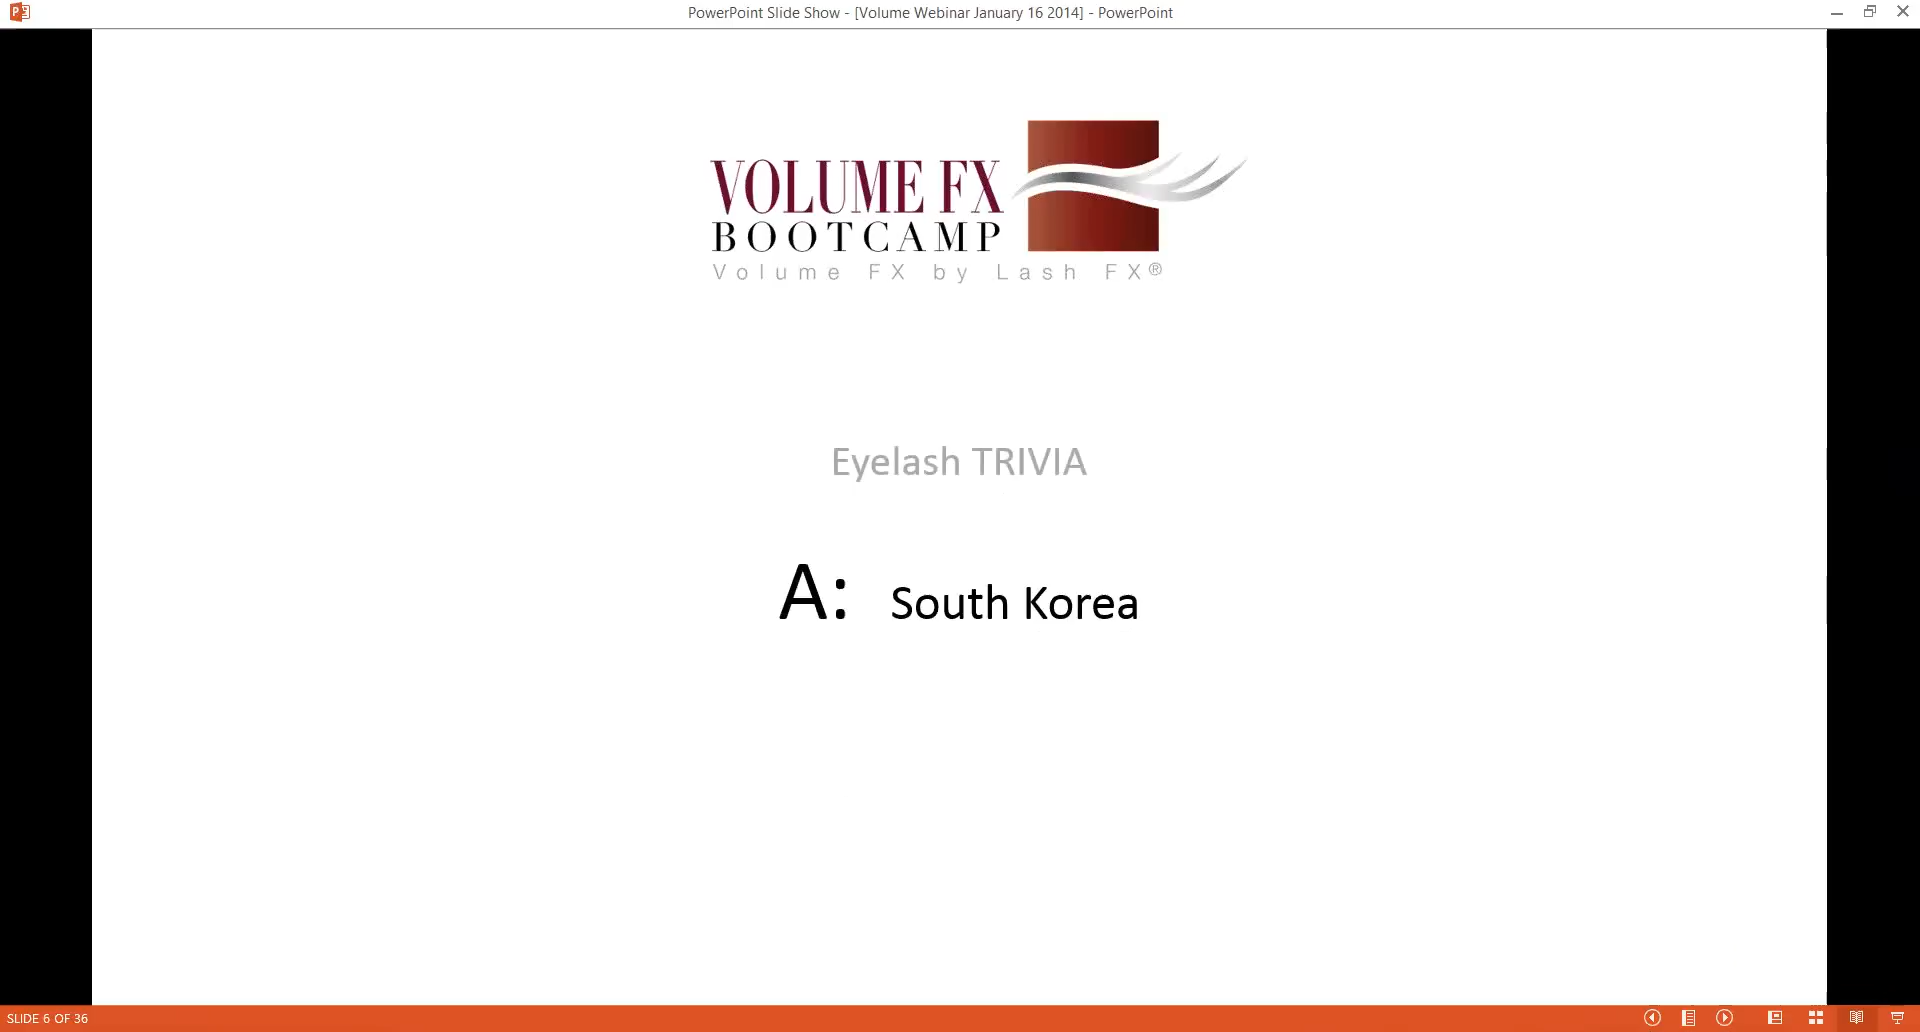 PowerPoint Slide Show - [Volume Webinar January 16 2014] - PowerPoint
VOLUME FX
BOOTCAMP
Volume FX by Lash FX®
Eyelash TRIVIA
A: South Korea
SLIDE 6 OF 36